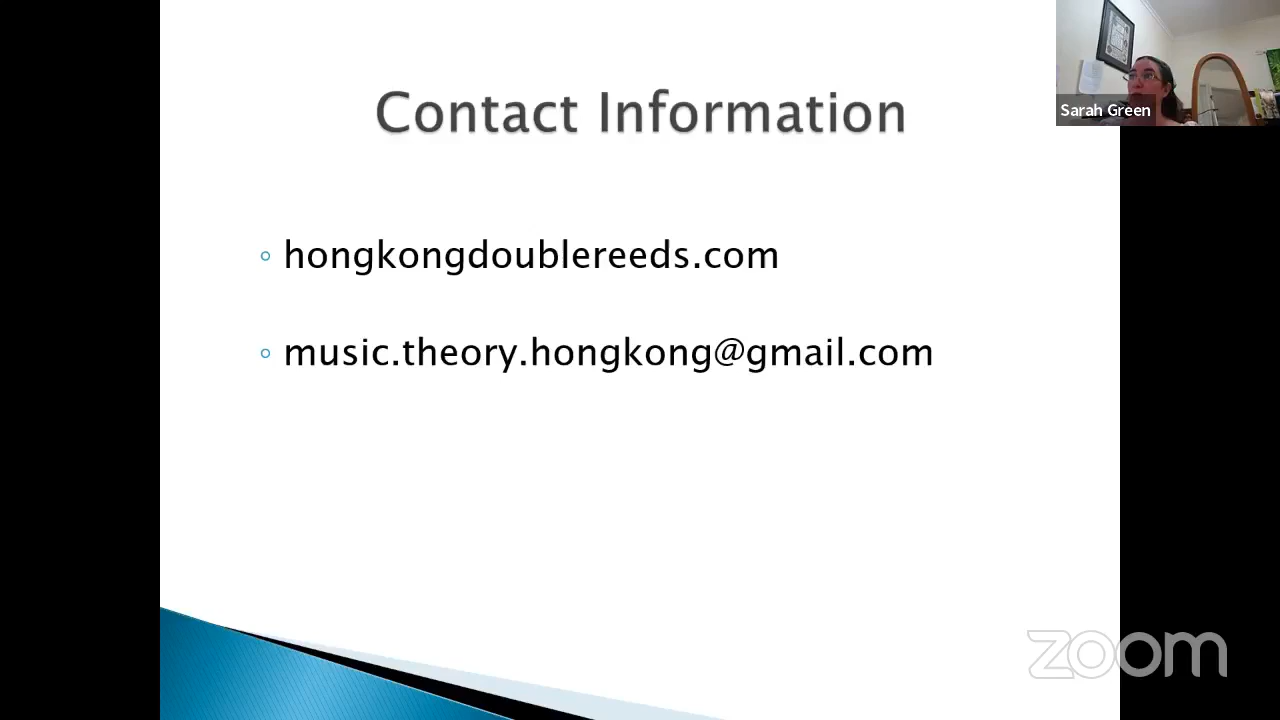 Contact Information
hongkongdoublereeds.com
music.theory.hongkong@gmail.com
Sarah Green
zoom